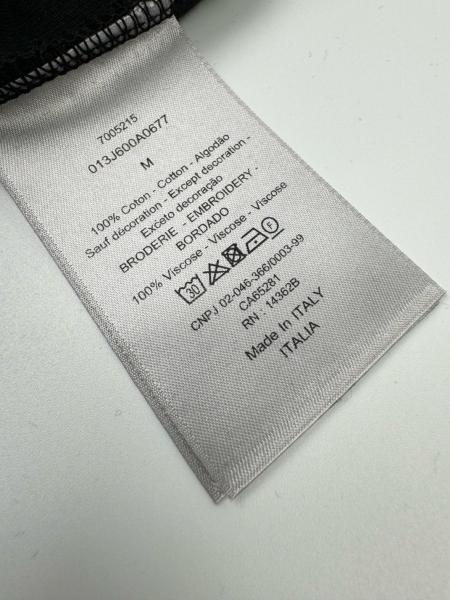 7005215
013J600A0677
M
100% Coton - Cotton - Algodão
Sauf décoration - Except decoration -
Exceto decoração
BRODERIE - EMBROIDERY -
BORDADO
100% Viscose - Viscose - Viscose
30 F
CNPJ 02-046-366/0003-99
CA65281
RN : 14362B
Made In ITALY
ITALIA